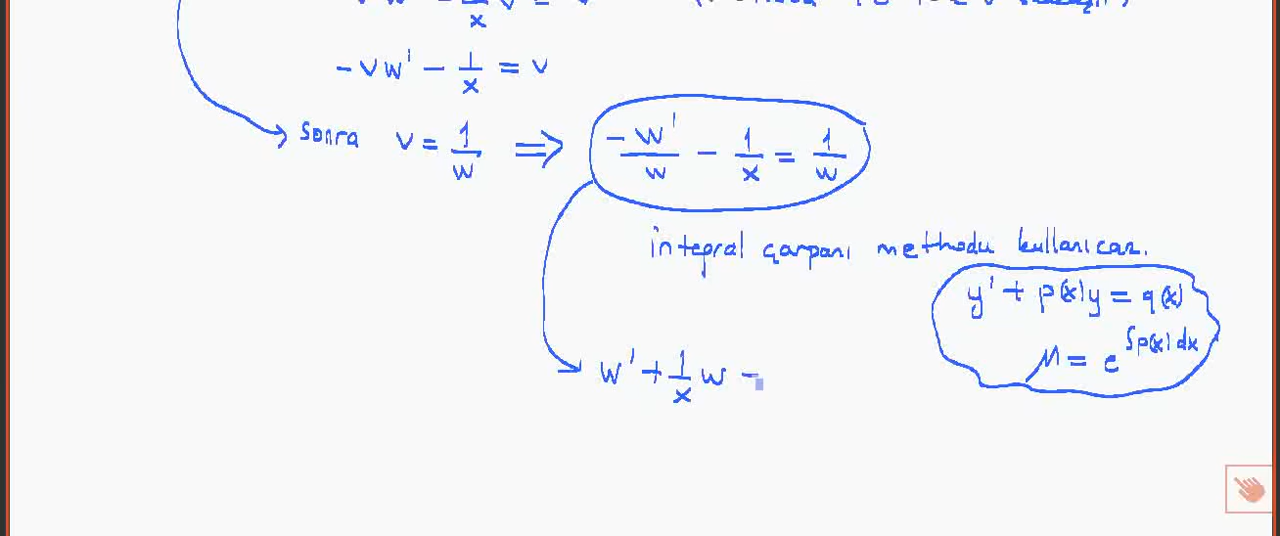 -vw' - 1/x = v
Sonra v = 1/w ⇒ -w'/w - 1/x = 1/w
integral çarpanı methodu kullanıcaz.
y' + p(x)y = q(x)
μ = e^∫p(x)dx
w' + 1/x w -